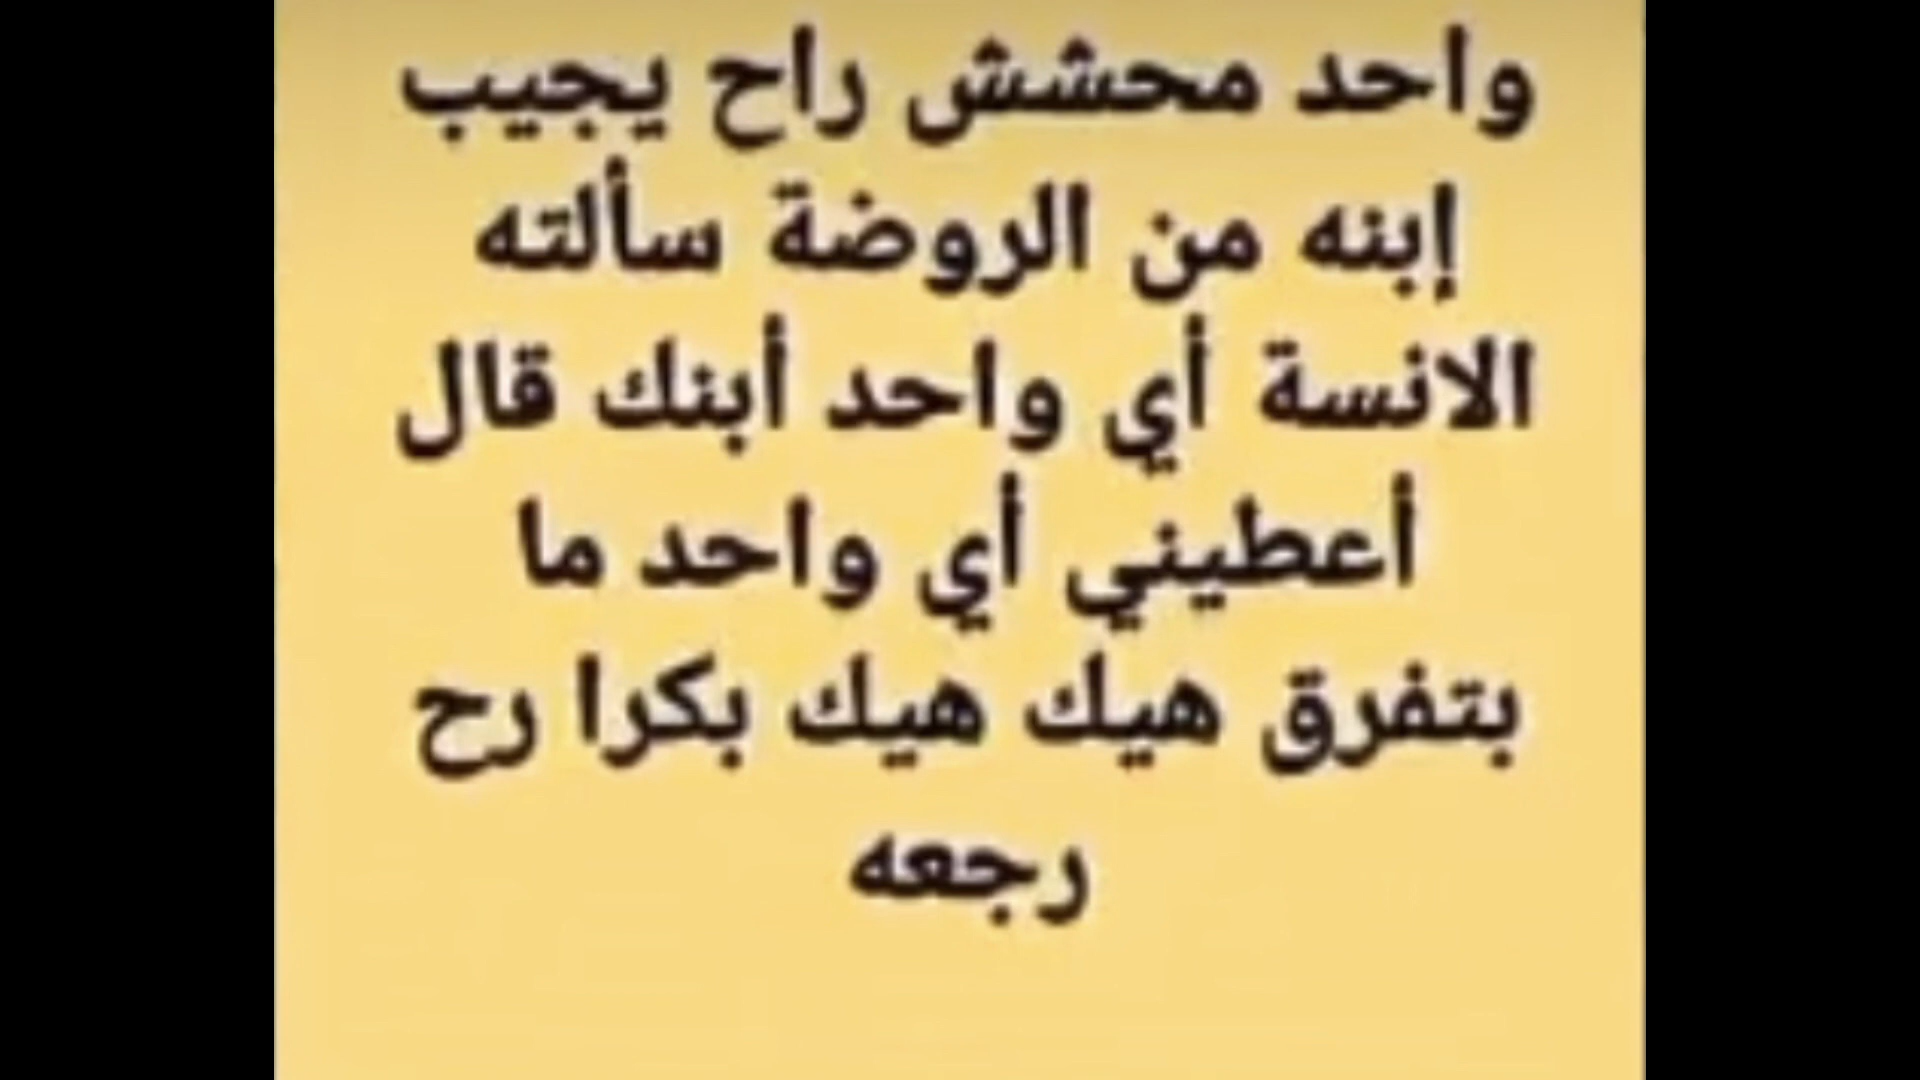 واحد محشش راح يجيب
إبنه من الروضة سألته
الانسة أي واحد أبنك قال
أعطيني أي واحد ما
بتفرق هيك هيك بكرا رح
رجعه